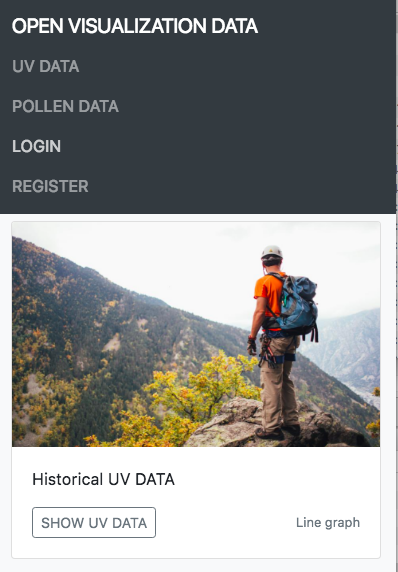 OPEN VISUALIZATION DATA
UV DATA
POLLEN DATA
LOGIN
REGISTER
Historical UV DATA
SHOW UV DATA
Line graph